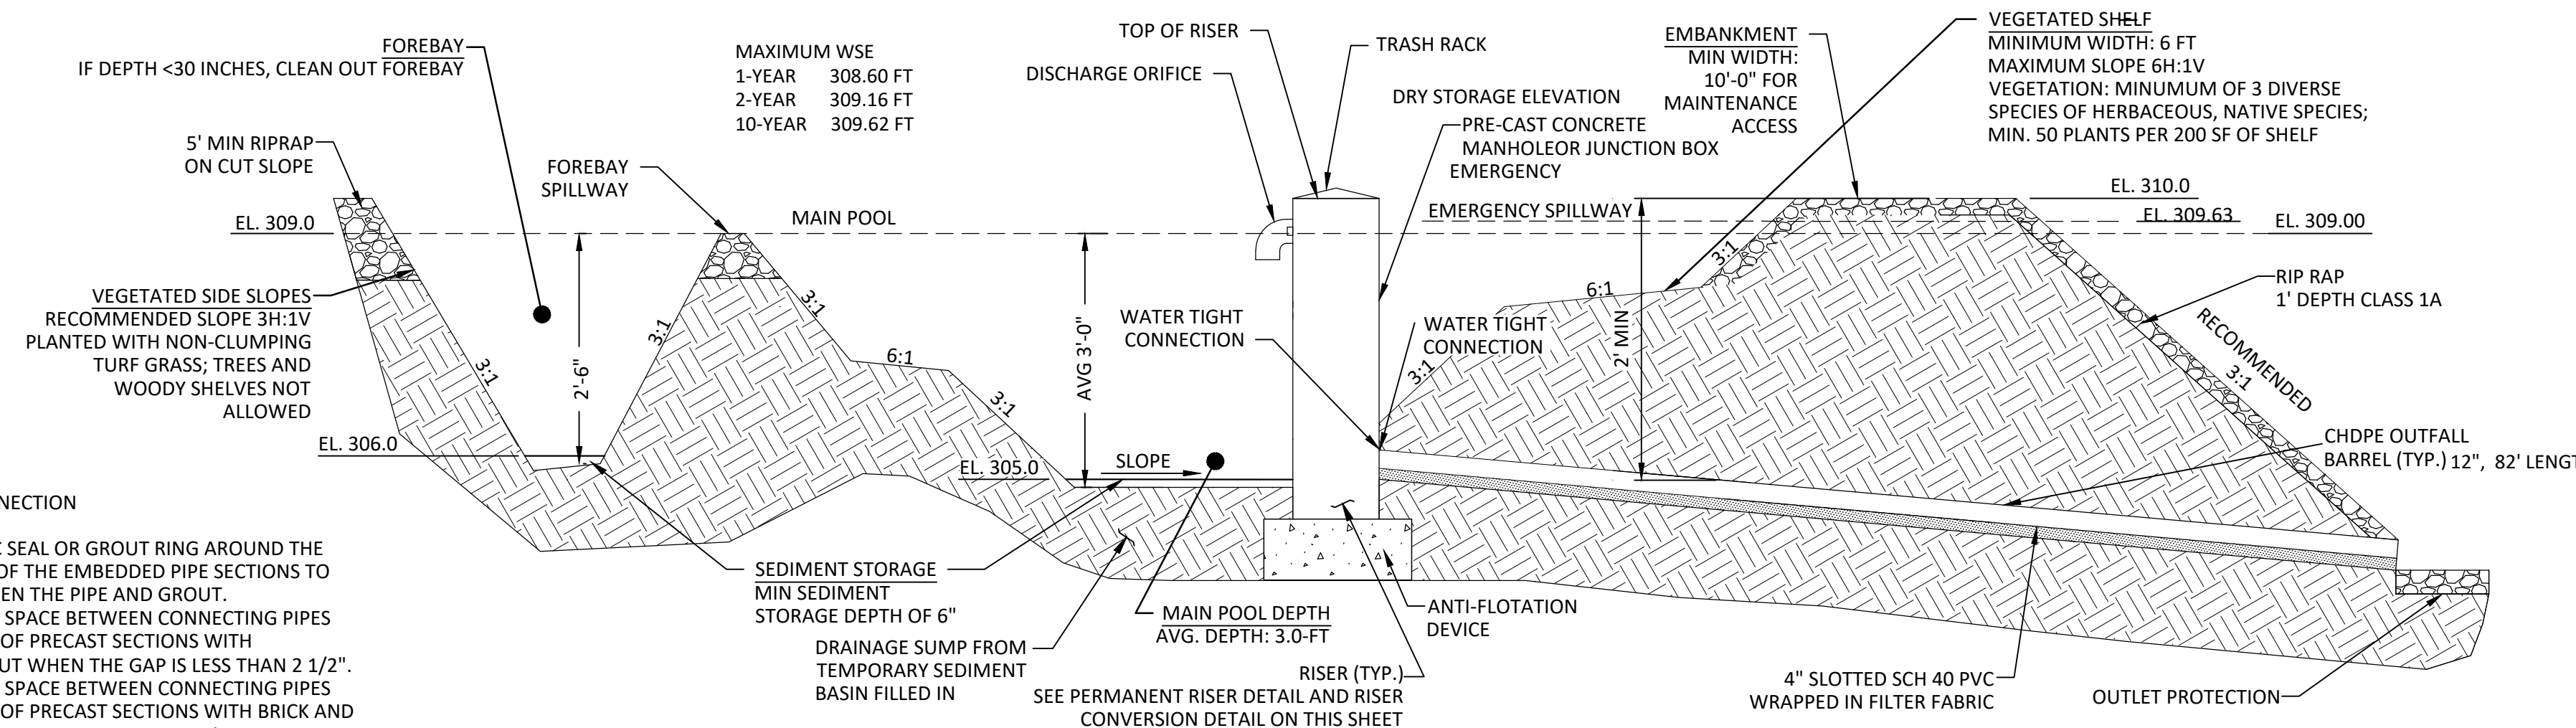 FOREBAY
IF DEPTH <30 INCHES, CLEAN OUT FOREBAY
MAXIMUM WSE
1-YEAR 308.60 FT
2-YEAR 309.16 FT
10-YEAR 309.62 FT
TOP OF RISER
TRASH RACK
DISCHARGE ORIFICE
DRY STORAGE ELEVATION
PRE-CAST CONCRETE
MANHOLEOR JUNCTION BOX
EMERGENCY
EMBANKMENT
MIN WIDTH:
10'-0" FOR
MAINTENANCE
ACCESS
VEGETATED SHELF
MINIMUM WIDTH: 6 FT
MAXIMUM SLOPE 6H:1V
VEGETATION: MINUMUM OF 3 DIVERSE
SPECIES OF HERBACEOUS, NATIVE SPECIES;
MIN. 50 PLANTS PER 200 SF OF SHELF
5' MIN RIPRAP
ON CUT SLOPE
FOREBAY
SPILLWAY
EL. 309.0
MAIN POOL
EMERGENCY SPILLWAY
EL. 310.0
EL. 309.63
EL. 309.00
VEGETATED SIDE SLOPES
RECOMMENDED SLOPE 3H:1V
PLANTED WITH NON-CLUMPING
TURF GRASS; TREES AND
WOODY SHELVES NOT
ALLOWED
3:1
2'-6"
3:1
3:1
6:1
3:1
AVG 3'-0"
WATER TIGHT
CONNECTION
WATER TIGHT
CONNECTION
3:1
6:1
3:1
2' MIN
RIP RAP
1' DEPTH CLASS 1A
RECOMMENDED
3:1
EL. 306.0
EL. 305.0
SLOPE
CHDPE OUTFALL
BARREL (TYP.) 12", 82' LENGT
NECTION
SEAL OR GROUT RING AROUND THE
OF THE EMBEDDED PIPE SECTIONS TO
EN THE PIPE AND GROUT.
SPACE BETWEEN CONNECTING PIPES
OF PRECAST SECTIONS WITH
UT WHEN THE GAP IS LESS THAN 2 1/2".
SPACE BETWEEN CONNECTING PIPES
OF PRECAST SECTIONS WITH BRICK AND
SEDIMENT STORAGE
MIN SEDIMENT
STORAGE DEPTH OF 6"
DRAINAGE SUMP FROM
TEMPORARY SEDIMENT
BASIN FILLED IN
MAIN POOL DEPTH
AVG. DEPTH: 3.0-FT
ANTI-FLOTATION
DEVICE
RISER (TYP.)
SEE PERMANENT RISER DETAIL AND RISER
CONVERSION DETAIL ON THIS SHEET
4" SLOTTED SCH 40 PVC
WRAPPED IN FILTER FABRIC
OUTLET PROTECTION